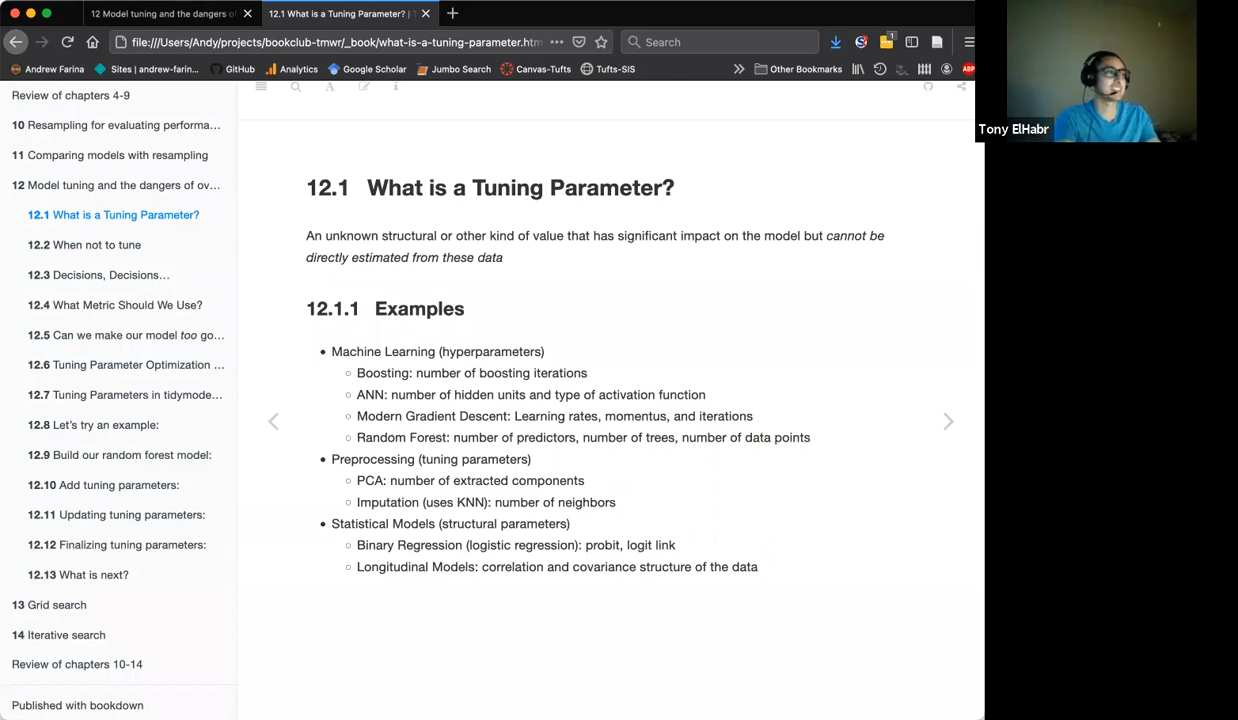 12 Model tuning and the dangers of
12.1 What is a Tuning Parameter? |
file:///Users/Andy/projects/bookclub-tmwr/_book/what-is-a-tuning-parameter.htm
Search
1
Andrew Farina
Sites | andrew-farin...
GitHub
Analytics
Google Scholar
Jumbo Search
Canvas-Tufts
Tufts-SIS
Other Bookmarks
ABP
Tony ElHabr
Review of chapters 4-9
10 Resampling for evaluating performa...
11 Comparing models with resampling
12 Model tuning and the dangers of ov...
12.1 What is a Tuning Parameter?
12.2 When not to tune
12.3 Decisions, Decisions...
12.4 What Metric Should We Use?
12.5 Can we make our model too go...
12.6 Tuning Parameter Optimization ...
12.7 Tuning Parameters in tidymode...
12.8 Let's try an example:
12.9 Build our random forest model:
12.10 Add tuning parameters:
12.11 Updating tuning parameters:
12.12 Finalizing tuning parameters:
12.13 What is next?
13 Grid search
14 Iterative search
Review of chapters 10-14
Published with bookdown
12.1 What is a Tuning Parameter?
An unknown structural or other kind of value that has significant impact on the model but cannot be
directly estimated from these data
12.1.1 Examples
• Machine Learning (hyperparameters)
○ Boosting: number of boosting iterations
○ ANN: number of hidden units and type of activation function
○ Modern Gradient Descent: Learning rates, momentus, and iterations
○ Random Forest: number of predictors, number of trees, number of data points
• Preprocessing (tuning parameters)
○ PCA: number of extracted components
○ Imputation (uses KNN): number of neighbors
• Statistical Models (structural parameters)
○ Binary Regression (logistic regression): probit, logit link
○ Longitudinal Models: correlation and covariance structure of the data